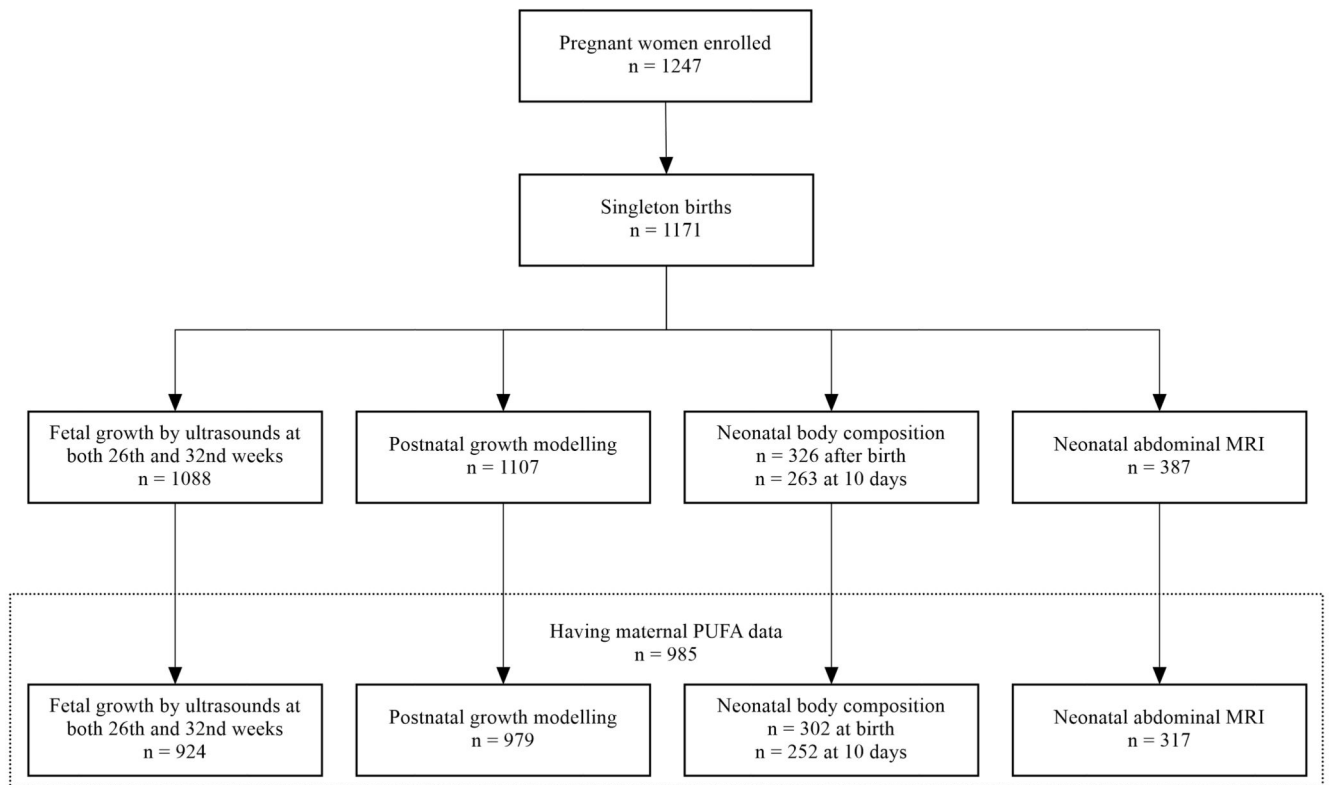 Pregnant women enrolled
n = 1247
Singleton births
n = 1171
Fetal growth by ultrasounds at
both 26th and 32nd weeks
n = 1088
Postnatal growth modelling
n = 1107
Neonatal body composition
n = 326 after birth
n = 263 at 10 days
Neonatal abdominal MRI
n = 387
Having maternal PUFA data
n = 985
Fetal growth by ultrasounds at
both 26th and 32nd weeks
n = 924
Postnatal growth modelling
n = 979
Neonatal body composition
n = 302 at birth
n = 252 at 10 days
Neonatal abdominal MRI
n = 317